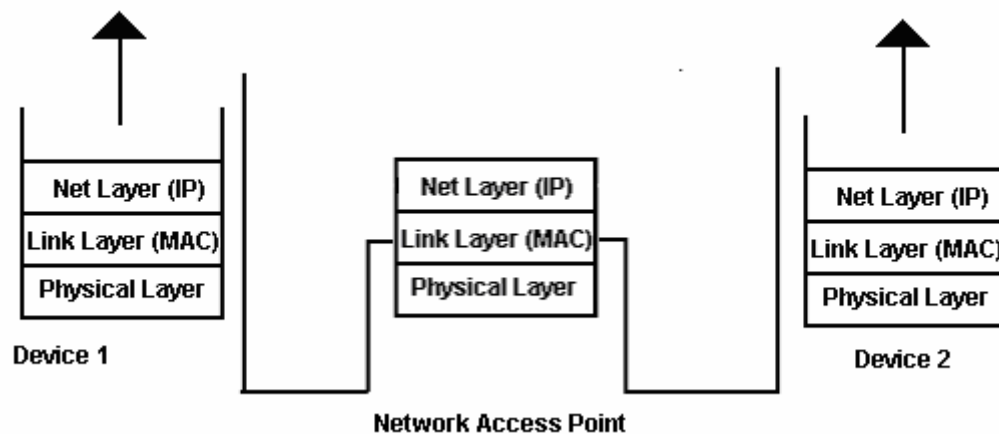 Net Layer (IP)
Link Layer (MAC)
Physical Layer
Device 1
Net Layer (IP)
Link Layer (MAC)
Physical Layer
Network Access Point
Net Layer (IP)
Link Layer (MAC)
Physical Layer
Device 2